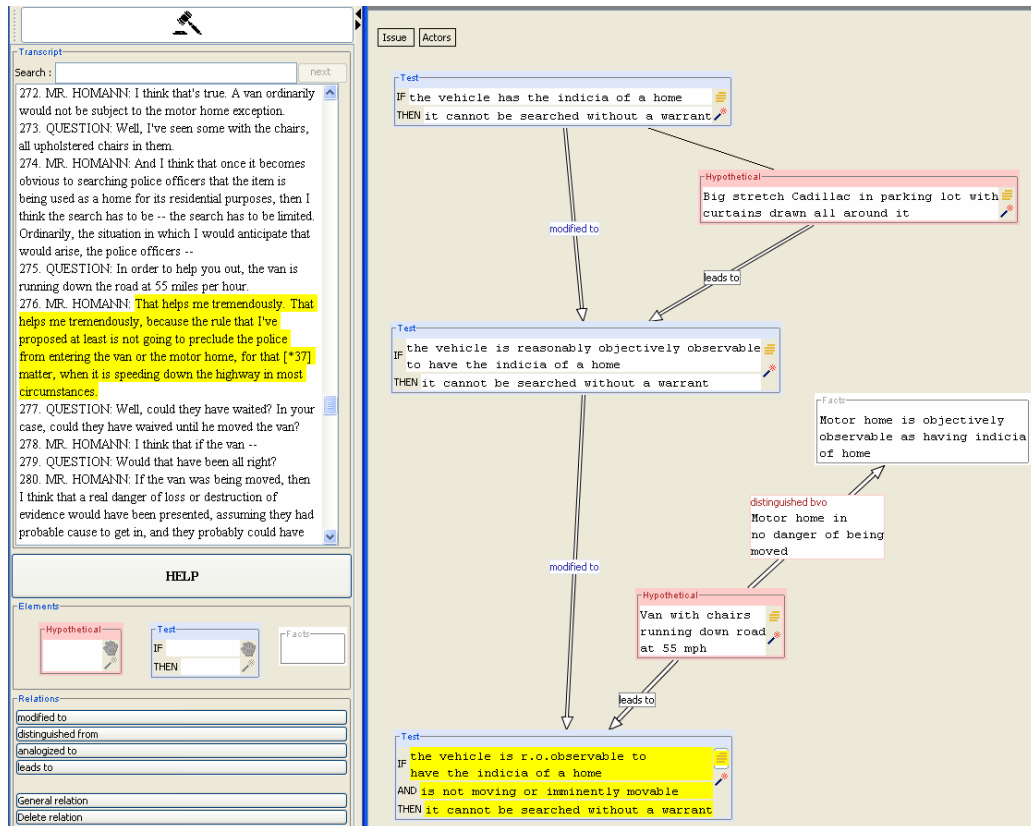 Transcript
Search :
next
272. MR. HOMANN: I think that's true. A van ordinarily
would not be subject to the motor home exception.
273. QUESTION: Well, I've seen some with the chairs,
all upholstered chairs in them.
274. MR. HOMANN: And I think that once it becomes
obvious to searching police officers that the item is
being used as a home for its residential purposes, then I
think the search has to be -- the search has to be limited.
Ordinarily, the situation in which I would anticipate that
would arise, the police officers --
275. QUESTION: In order to help you out, the van is
running down the road at 55 miles per hour.
276. MR. HOMANN: That helps me tremendously. That
helps me tremendously, because the rule that I've
proposed at least is not going to preclude the police
from entering the van or the motor home, for that [*37]
matter, when it is speeding down the highway in most
circumstances.
277. QUESTION: Well, could they have waited? In your
case, could they have waived until he moved the van?
278. MR. HOMANN: I think that if the van --
279. QUESTION: Would that have been all right?
280. MR. HOMANN: If the van was being moved, then
I think that a real danger of loss or destruction of
evidence would have been presented, assuming they had
probable cause to get in, and they probably could have
HELP
Elements
Hypothetical
Test
IF
THEN
Facts
Relations
modified to
distinguished from
analogized to
leads to
General relation
Delete relation
Issue
Actors
Test
IF the vehicle has the indicia of a home
THEN it cannot be searched without a warrant
Hypothetical
Big stretch Cadillac in parking lot with
curtains drawn all around it
modified to
leads to
Test
IF the vehicle is reasonably objectively observable
to have the indicia of a home
THEN it cannot be searched without a warrant
Facts
Motor home is objectively
observable as having indicia
of home
distinguished bvo
Motor home in
no danger of being
moved
modified to
Hypothetical
Van with chairs
running down road
at 55 mph
leads to
Test
IF the vehicle is r.o.observable to
have the indicia of a home
AND is not moving or imminently movable
THEN it cannot be searched without a warrant